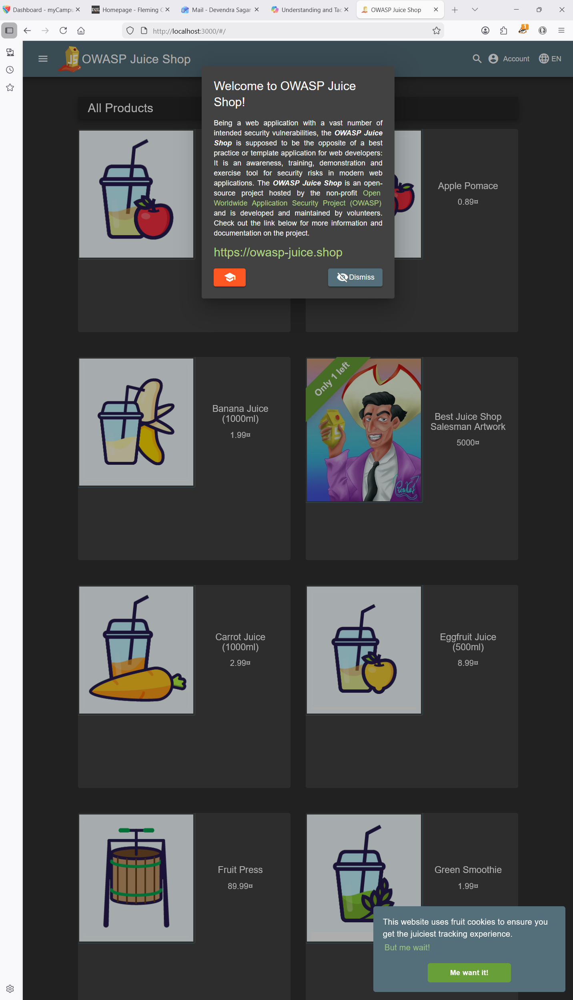 Dashboard - myCampu
D2L
Homepage - Fleming C
Mail - Devendra Sagar
Understanding and Tac
OWASP Juice Shop
http://localhost:3000/#/
1
JS
OWASP Juice Shop
Account
EN
Welcome to OWASP Juice
Shop!
All Products
Being a web application with a vast number of
intended security vulnerabilities, the OWASP Juice
Shop is supposed to be the opposite of a best
practice or template application for web developers:
It is an awareness, training, demonstration and
exercise tool for security risks in modern web
applications. The OWASP Juice Shop is an open-
source project hosted by the non-profit Open
Worldwide Application Security Project (OWASP)
and is developed and maintained by volunteers.
Check out the link below for more information and
documentation on the project.
https://owasp-juice.shop
Dismiss
Apple Pomace
0.89¤
Banana Juice
(1000ml)
1.99¤
Only 1 left
JS
Best Juice Shop
Salesman Artwork
5000¤
Carrot Juice
(1000ml)
2.99¤
Eggfruit Juice
(500ml)
8.99¤
Fruit Press
89.99¤
Green Smoothie
1.99¤
This website uses fruit cookies to ensure you
get the juiciest tracking experience.
But me wait!
Me want it!